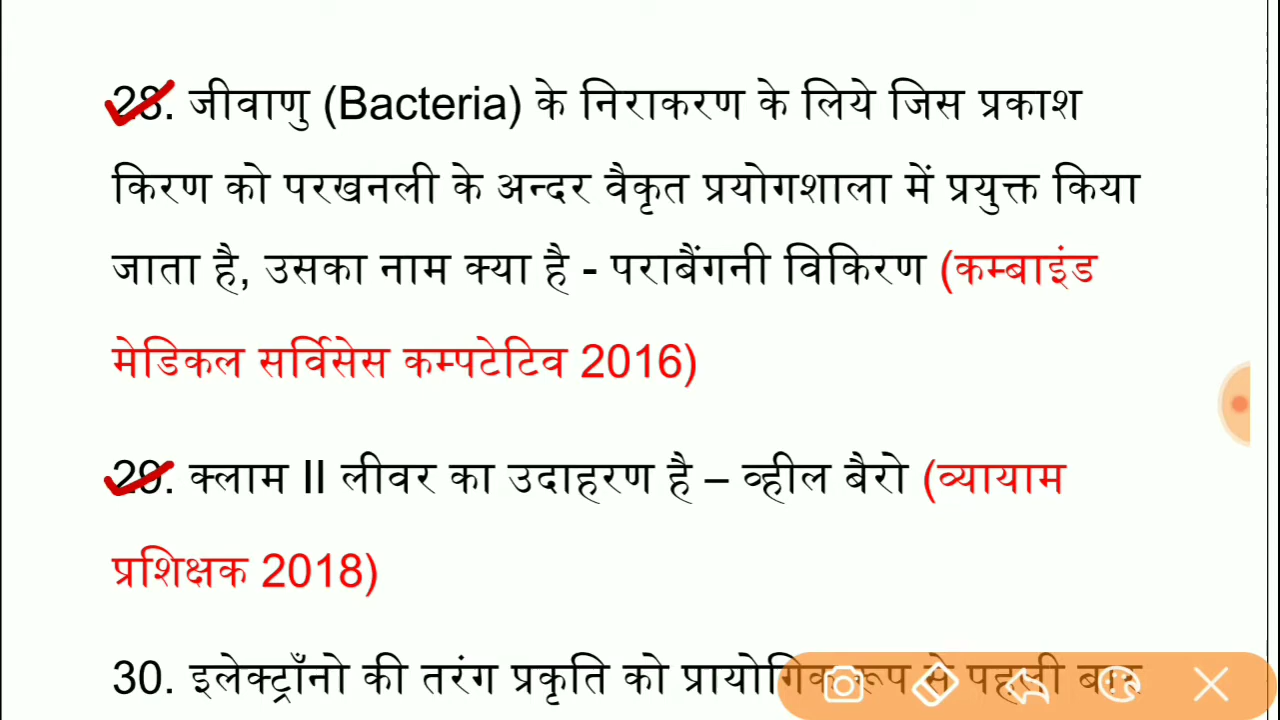 28. जीवाणु (Bacteria) के निराकरण के लिये जिस प्रकाश
किरण को परखनली के अन्दर वैकृत प्रयोगशाला में प्रयुक्त किया
जाता है, उसका नाम क्या है - पराबैंगनी विकिरण (कम्बाइंड
मेडिकल सर्विसेस कम्पटेटिव 2016)
29. क्लाम II लीवर का उदाहरण है – व्हील बैरो (व्यायाम
प्रशिक्षक 2018)
30. इलेक्ट्राँनो की तरंग प्रकृति को प्रायोगिक रूप से पहली बार